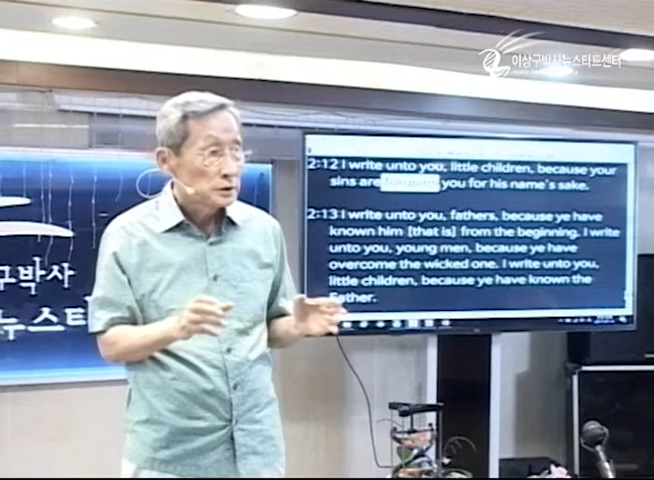 이상구박사뉴스타트센터
2:12 I write unto you, little children, because your
sins are you for his name's sake.
2:13 I write unto you, fathers, because ye have
known him [that is] from the beginning. I write
unto you, young men, because ye have
overcome the wicked one. I write unto you,
little children, because ye have known the
Father.
구박사
뉴스타